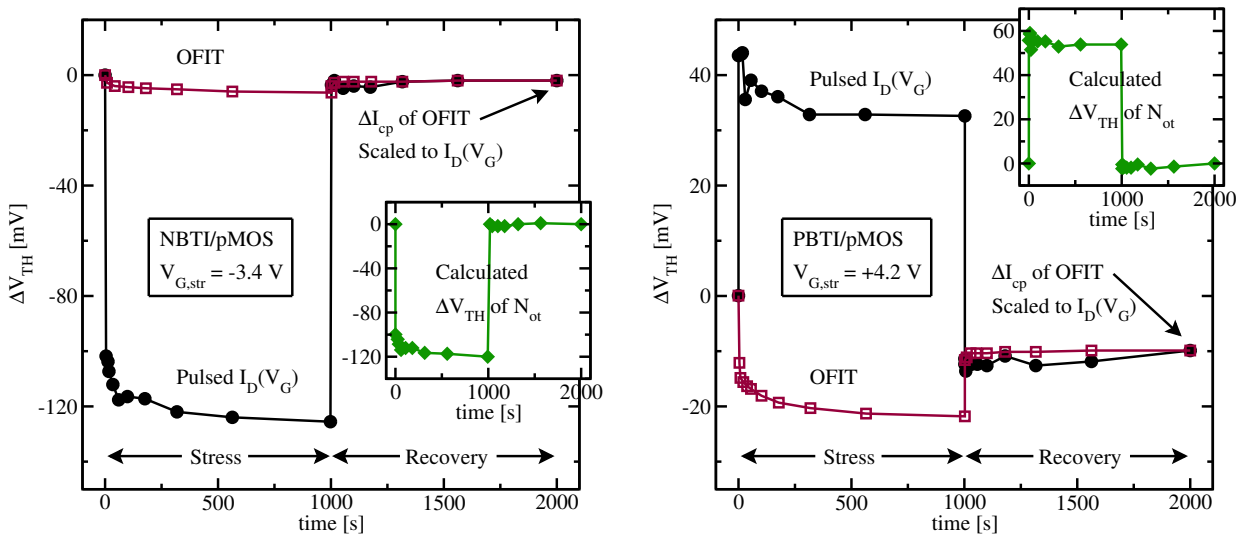 0
-40
-80
-120
ΔV_TH [mV]
OFIT
ΔI_cp of OFIT
Scaled to I_D(V_G)
NBTI/pMOS
V_G,str = -3.4 V
Pulsed I_D(V_G)
Stress
Recovery
0 500 1000 1500 2000
time [s]
0
-40
-80
-120
Calculated
ΔV_TH of N_ot
0 1000 2000
time [s]
40
20
0
-20
ΔV_TH [mV]
Pulsed I_D(V_G)
PBTI/pMOS
V_G,str = +4.2 V
ΔI_cp of OFIT
Scaled to I_D(V_G)
OFIT
Stress
Recovery
0 500 1000 1500 2000
time [s]
60
50
40
20
0
Calculated
ΔV_TH of N_ot
0 1000 2000
time [s]